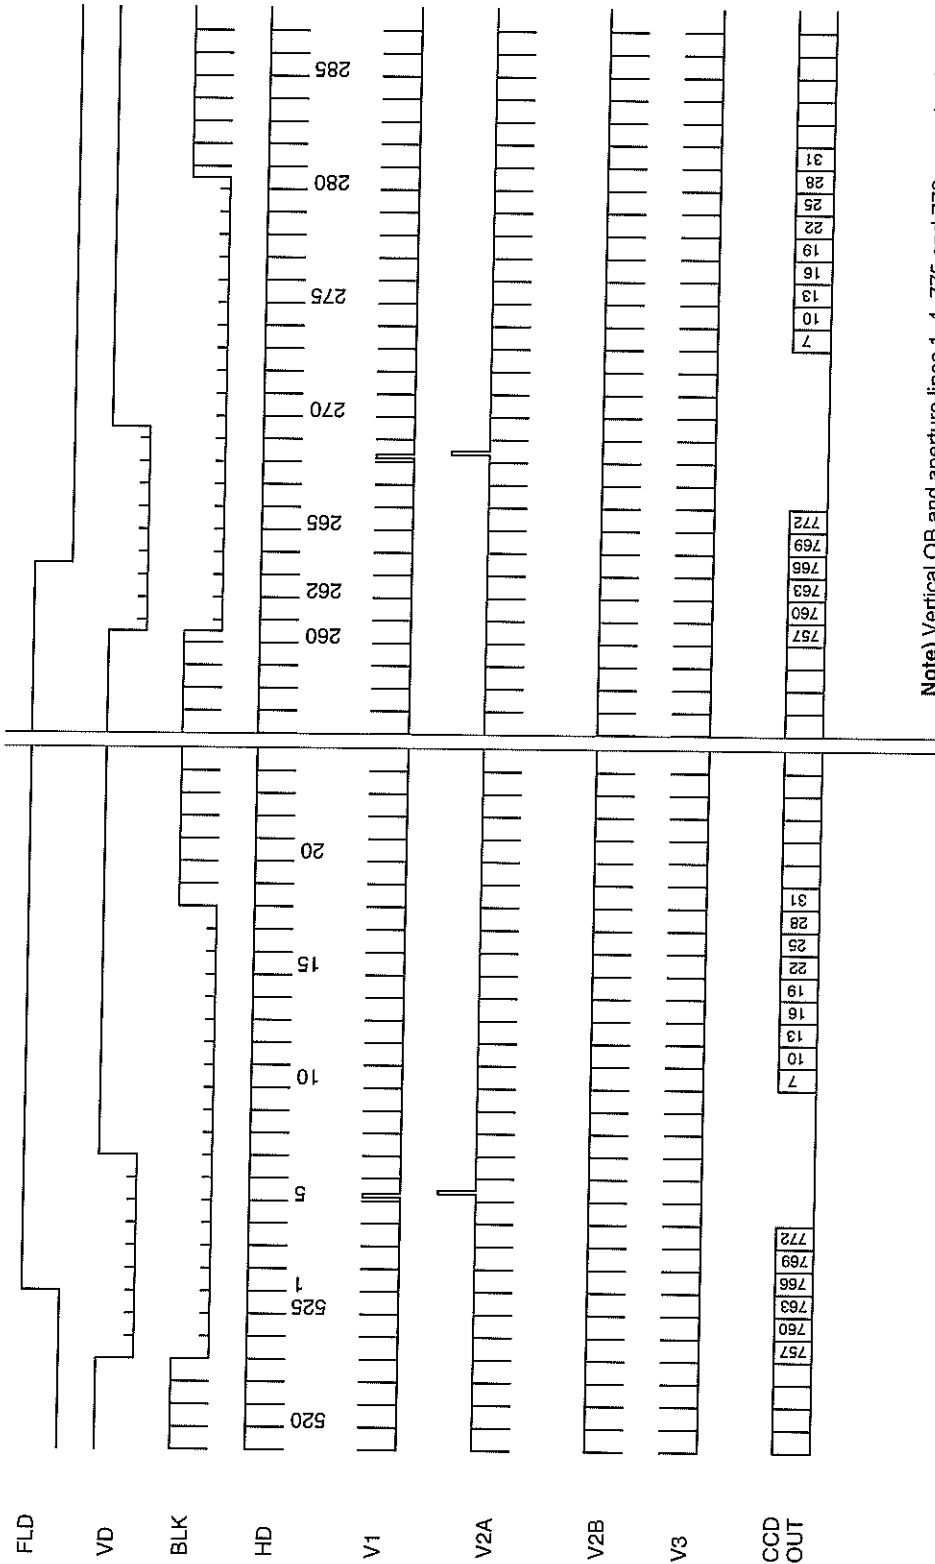 FLD
VD
BLK
HD
520 525 1 5 10 15 20 260 262 265 270 275 280 285
V1
V2A
V2B
V3
CCD
OUT
757 760 763 766 769 772 7 10 13 16 19 22 25 28 31 757 760 763 766 769 772 7 10 13 16 19 22 25 28 31
Note) Vertical OB and aperture lines 1, 4, 775 and 778